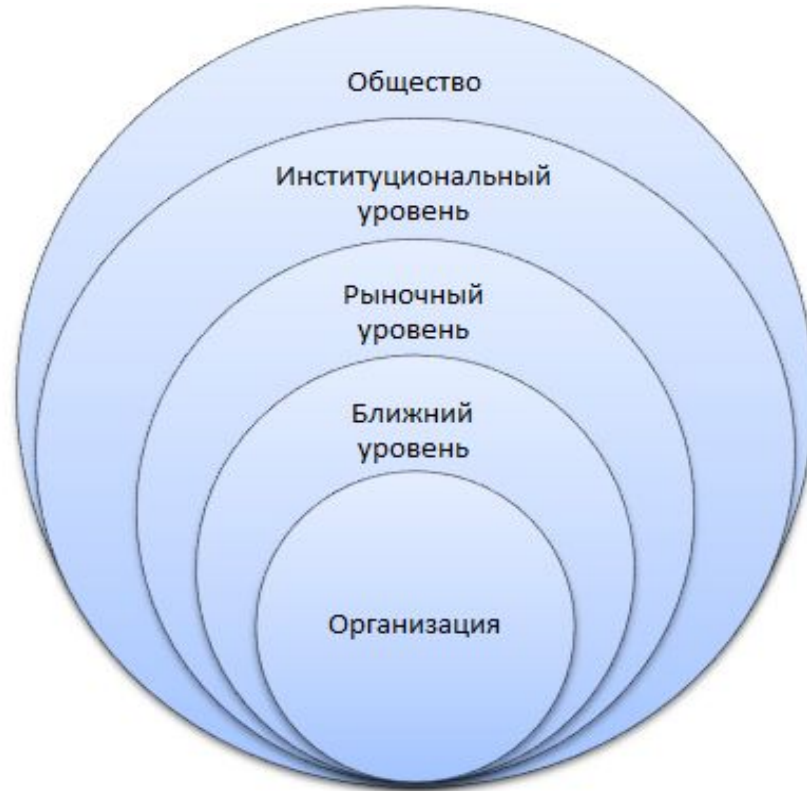 Общество
Институциональный
уровень
Рыночный
уровень
Ближний
уровень
Организация